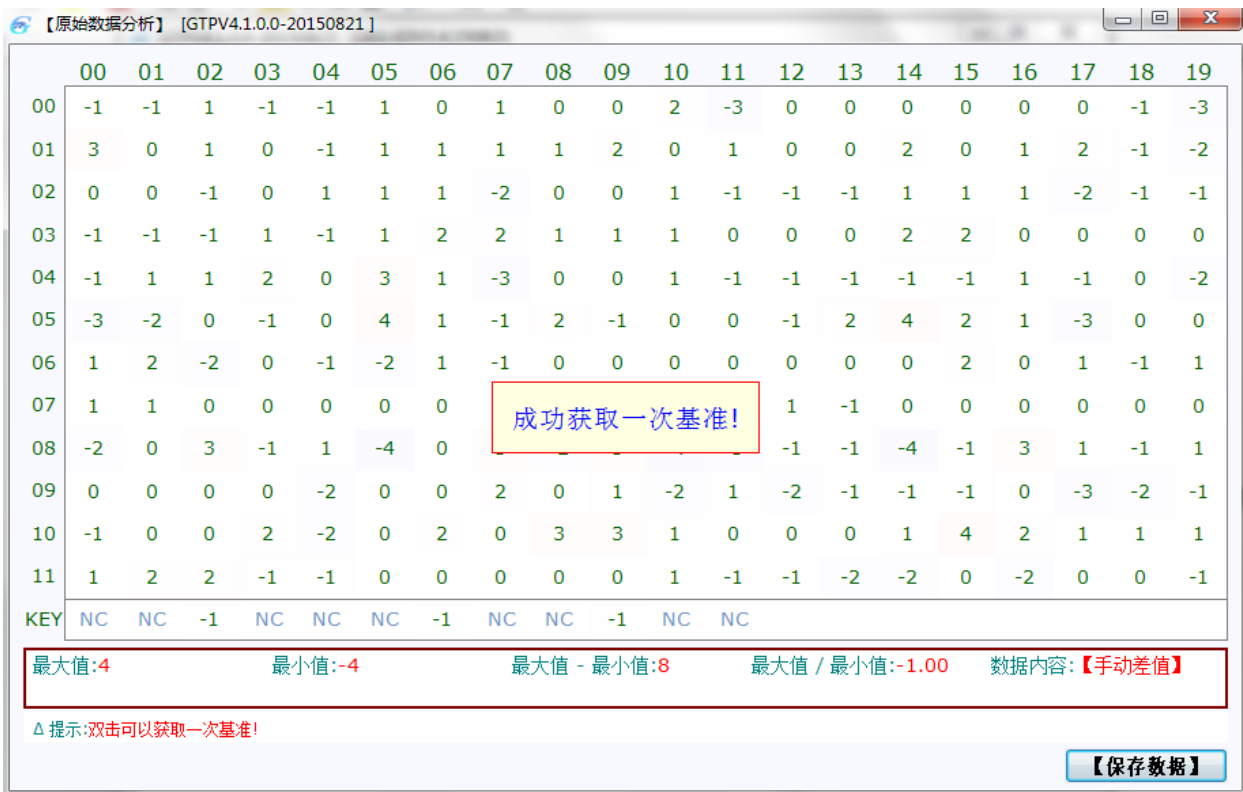 【原始数据分析】 [GTPV4.1.0.0-20150821 ]
00 01 02 03 04 05 06 07 08 09 10 11 12 13 14 15 16 17 18 19
00 -1 -1 1 -1 -1 1 0 1 0 0 2 -3 0 0 0 0 0 0 -1 -3
01 3 0 1 0 -1 1 1 1 1 2 0 1 0 0 2 0 1 2 -1 -2
02 0 0 -1 0 1 1 1 -2 0 0 1 -1 -1 -1 1 1 1 -2 -1 -1
03 -1 -1 -1 1 -1 1 2 2 1 1 1 0 0 0 2 2 0 0 0 0
04 -1 1 1 2 0 3 1 -3 0 0 1 -1 -1 -1 -1 -1 1 -1 0 -2
05 -3 -2 0 -1 0 4 1 -1 2 -1 0 0 -1 2 4 2 1 -3 0 0
06 1 2 -2 0 -1 -2 1 -1 0 0 0 0 0 0 0 2 0 1 -1 1
07 1 1 0 0 0 0 0 1 -1 0 0 0 0 0 0
成功获取一次基准!
08 -2 0 3 -1 1 -4 0 -1 -1 -4 -1 3 1 -1 1
09 0 0 0 0 -2 0 0 2 0 1 -2 1 -2 -1 -1 -1 0 -3 -2 -1
10 -1 0 0 2 -2 0 2 0 3 3 1 0 0 0 1 4 2 1 1 1
11 1 2 2 -1 -1 0 0 0 0 0 1 -1 -1 -2 -2 0 -2 0 0 -1
KEY NC NC -1 NC NC NC -1 NC NC -1 NC NC
最大值:4 最小值:-4 最大值 - 最小值:8 最大值 / 最小值:-1.00 数据内容:【手动差值】
Δ 提示:双击可以获取一次基准!
【保存数据】